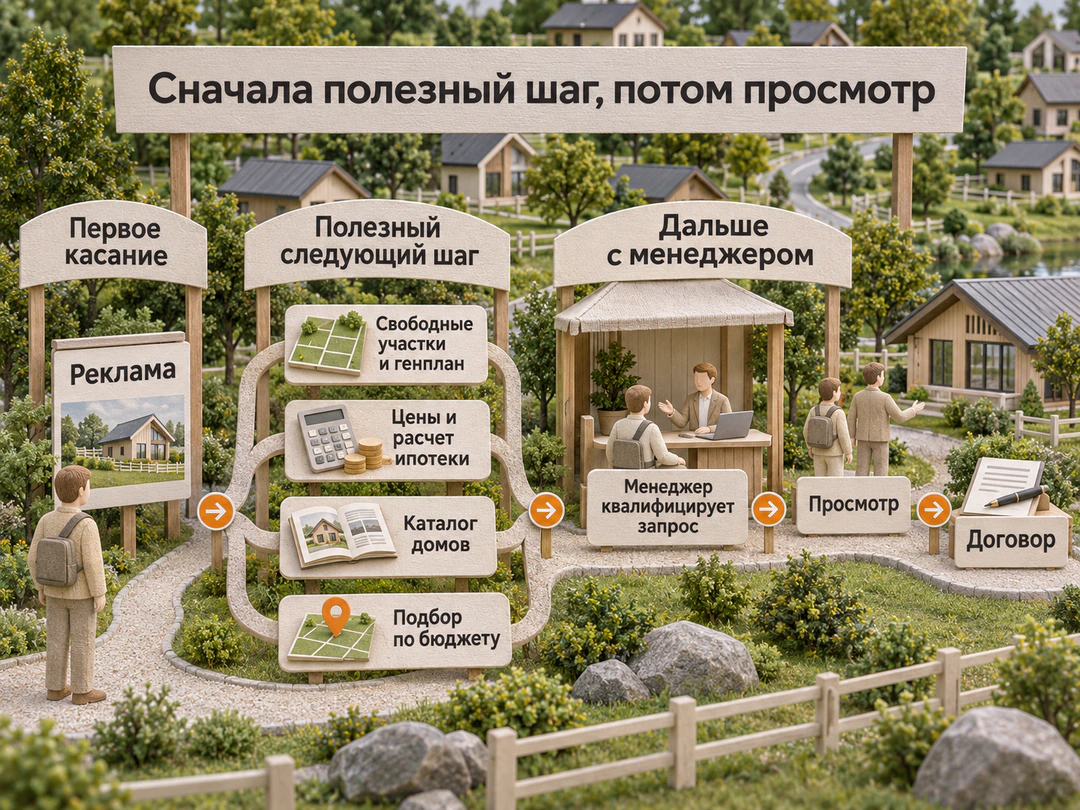 Сначала полезный шаг, потом просмотр
Первое
касание
Полезный
следующий шаг
Дальше
с менеджером
Реклама
Свободные
участки
и генплан
Цены и
расчет
ипотеки
Каталог
домов
Подбор
по бюджету
Менеджер
квалифицирует
запрос
Просмотр
Договор